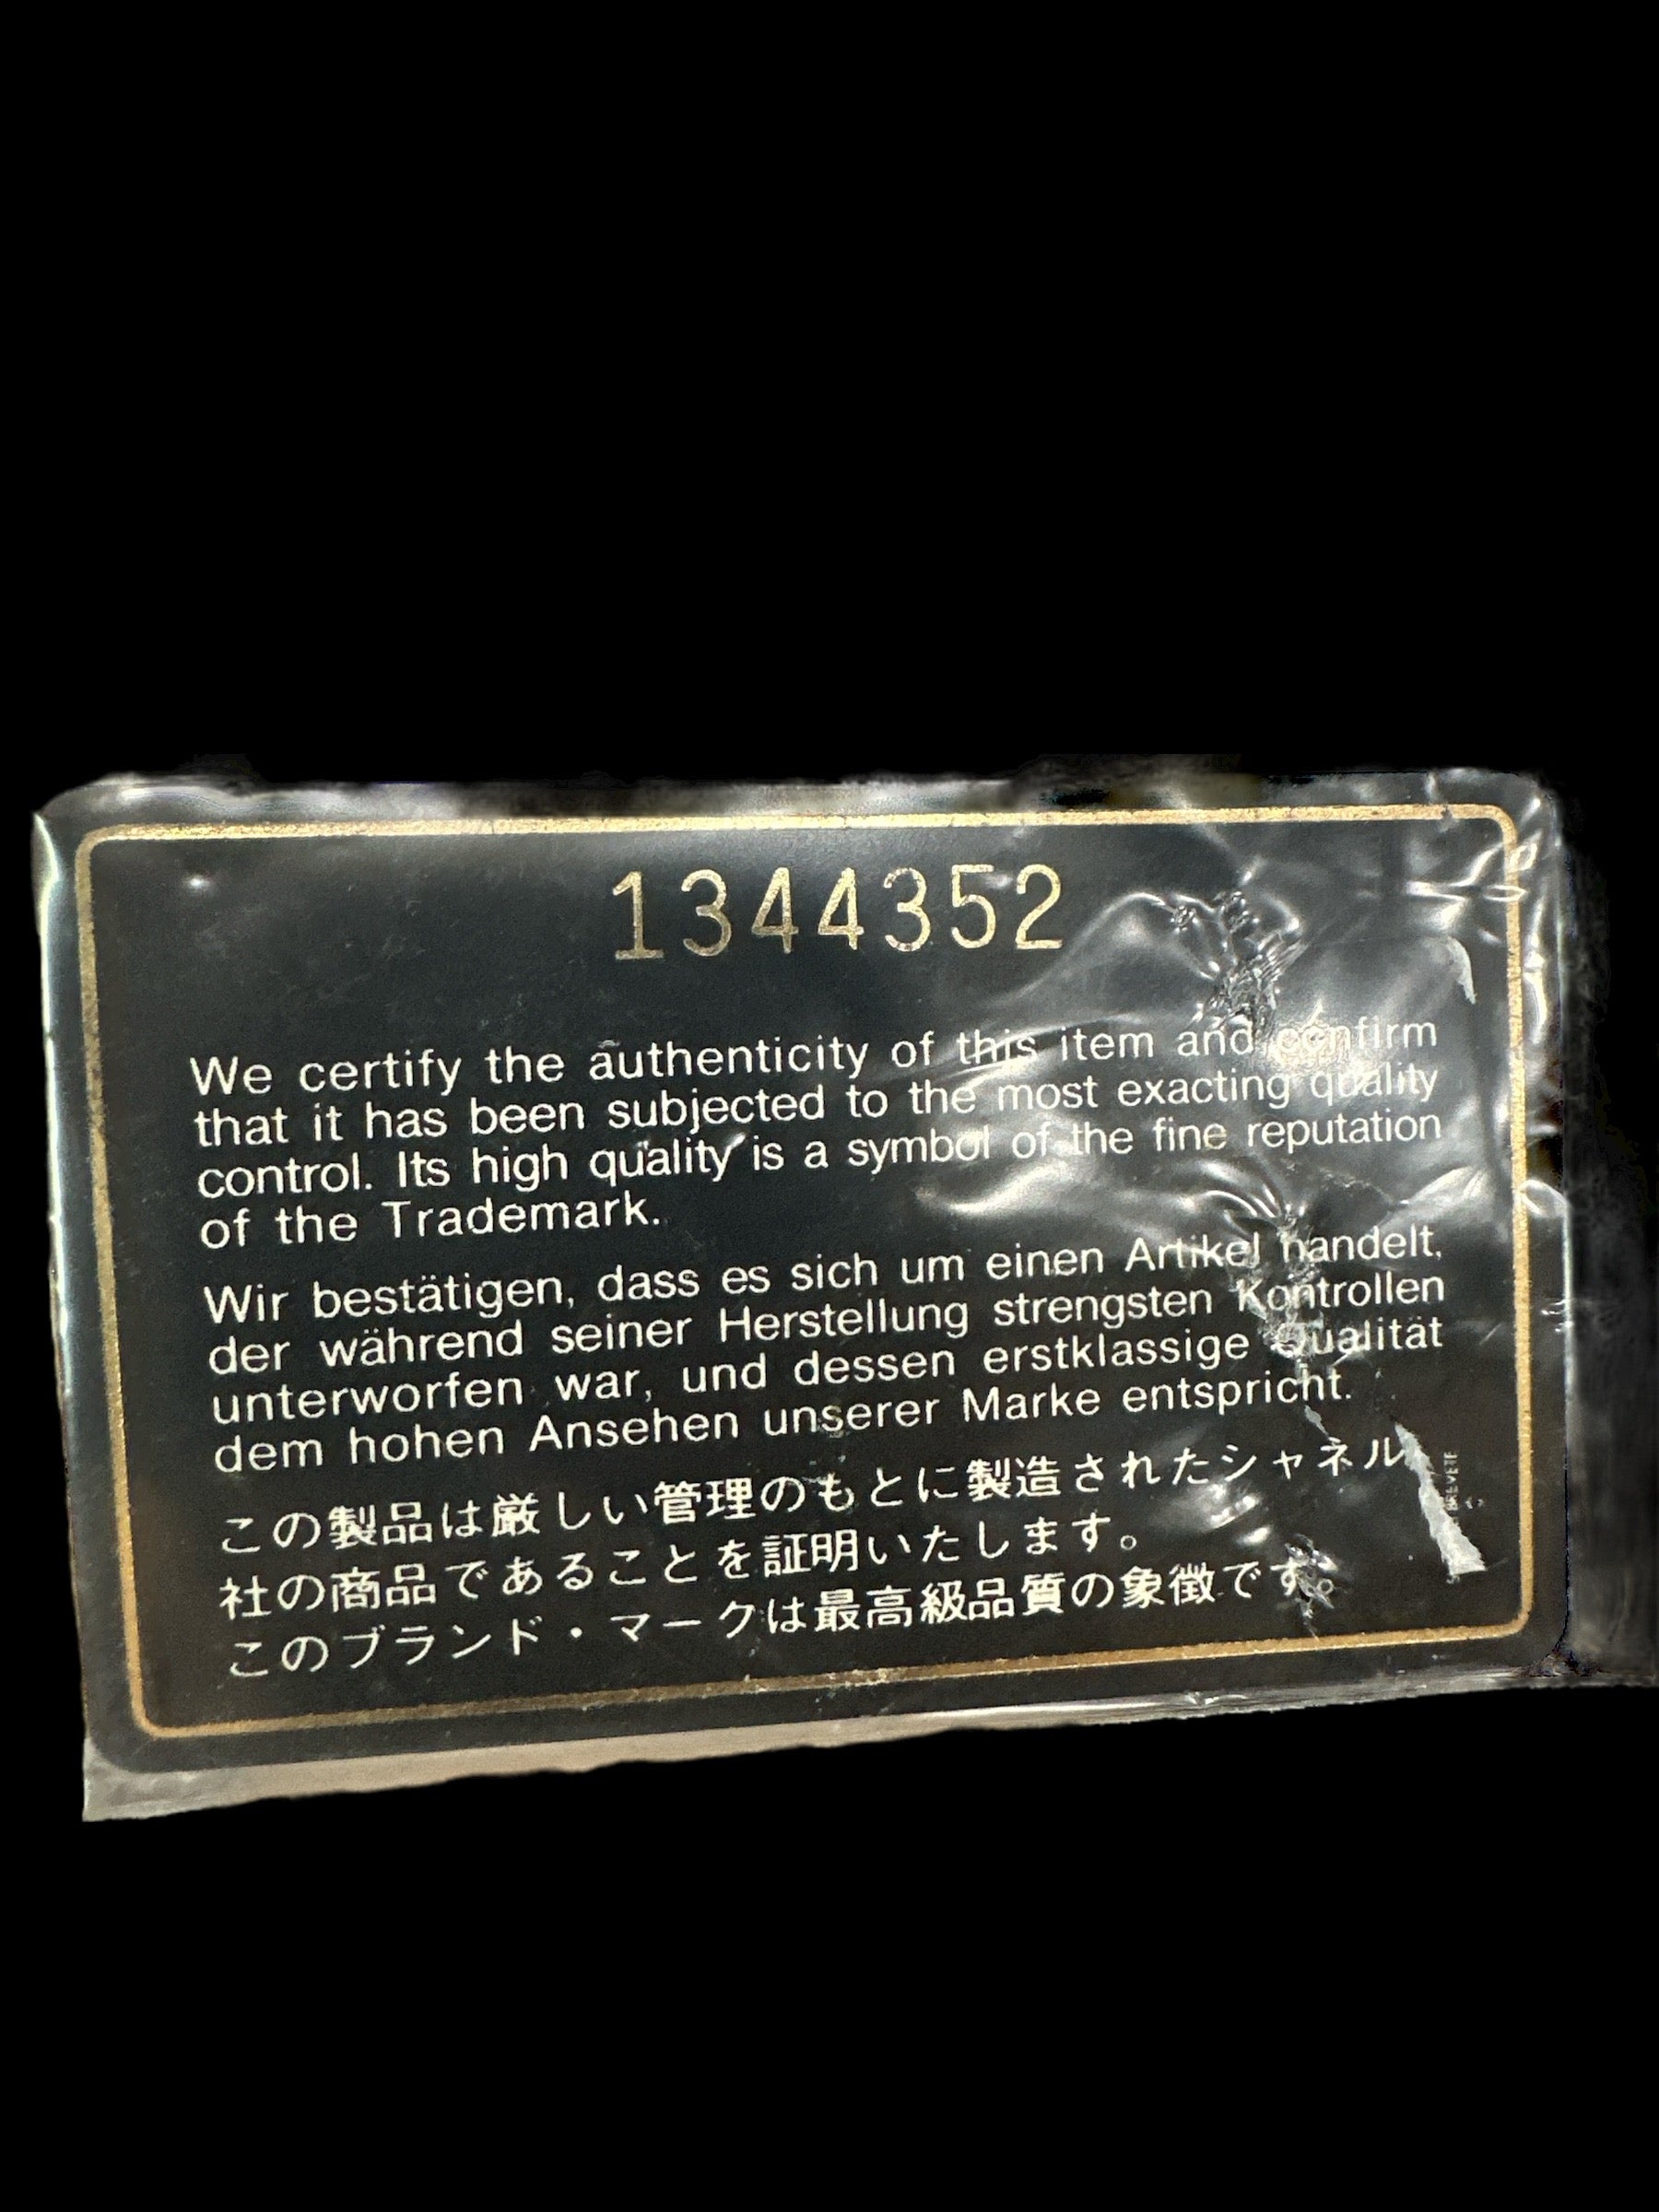 1344352
We certify the authenticity of this item and confirm
that it has been subjected to the most exacting quality
control. Its high quality is a symbol of the fine reputation
of the Trademark.
Wir bestätigen, dass es sich um einen Artikel handelt,
der während seiner Herstellung strengsten Kontrollen
unterworfen war, und dessen erstklassige Qualität
dem hohen Ansehen unserer Marke entspricht.
この製品は厳しい管理のもとに製造されたシャネル
社の商品であることを証明いたします。
このブランド・マークは最高級品質の象徴です。